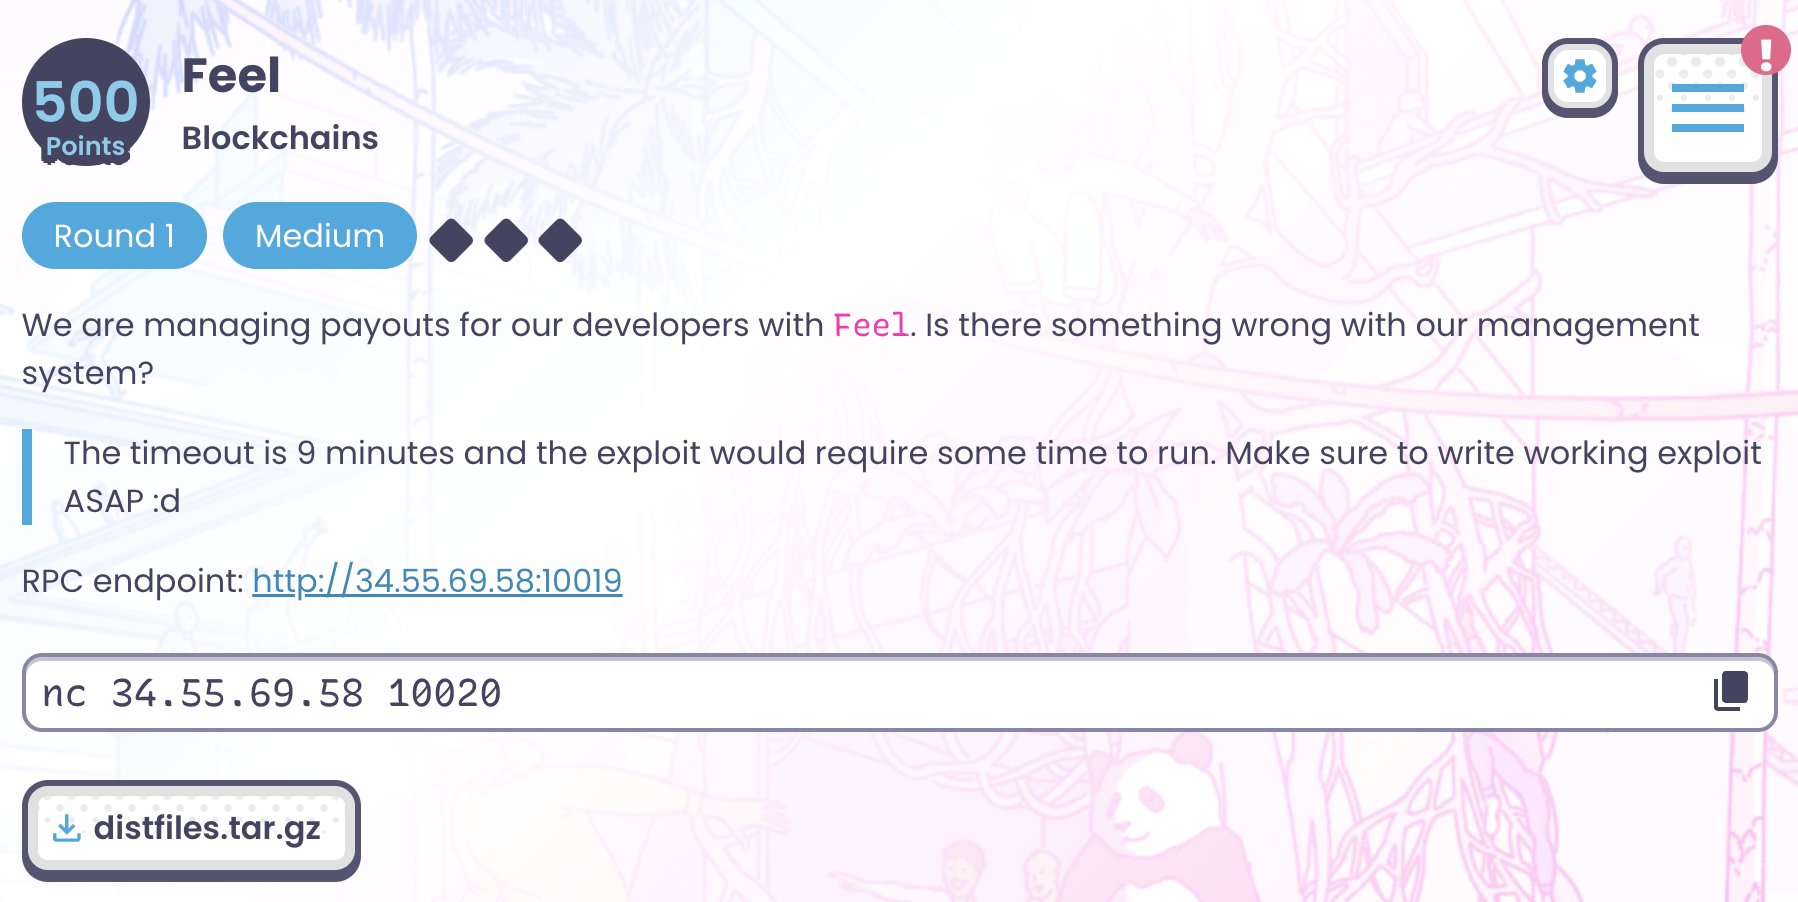 500
Points
Feel
Blockchains
!
Round 1
Medium
We are managing payouts for our developers with Feel. Is there something wrong with our management
system?
The timeout is 9 minutes and the exploit would require some time to run. Make sure to write working exploit
ASAP :d
RPC endpoint: http://34.55.69.58:10019
nc 34.55.69.58 10020
distfiles.tar.gz